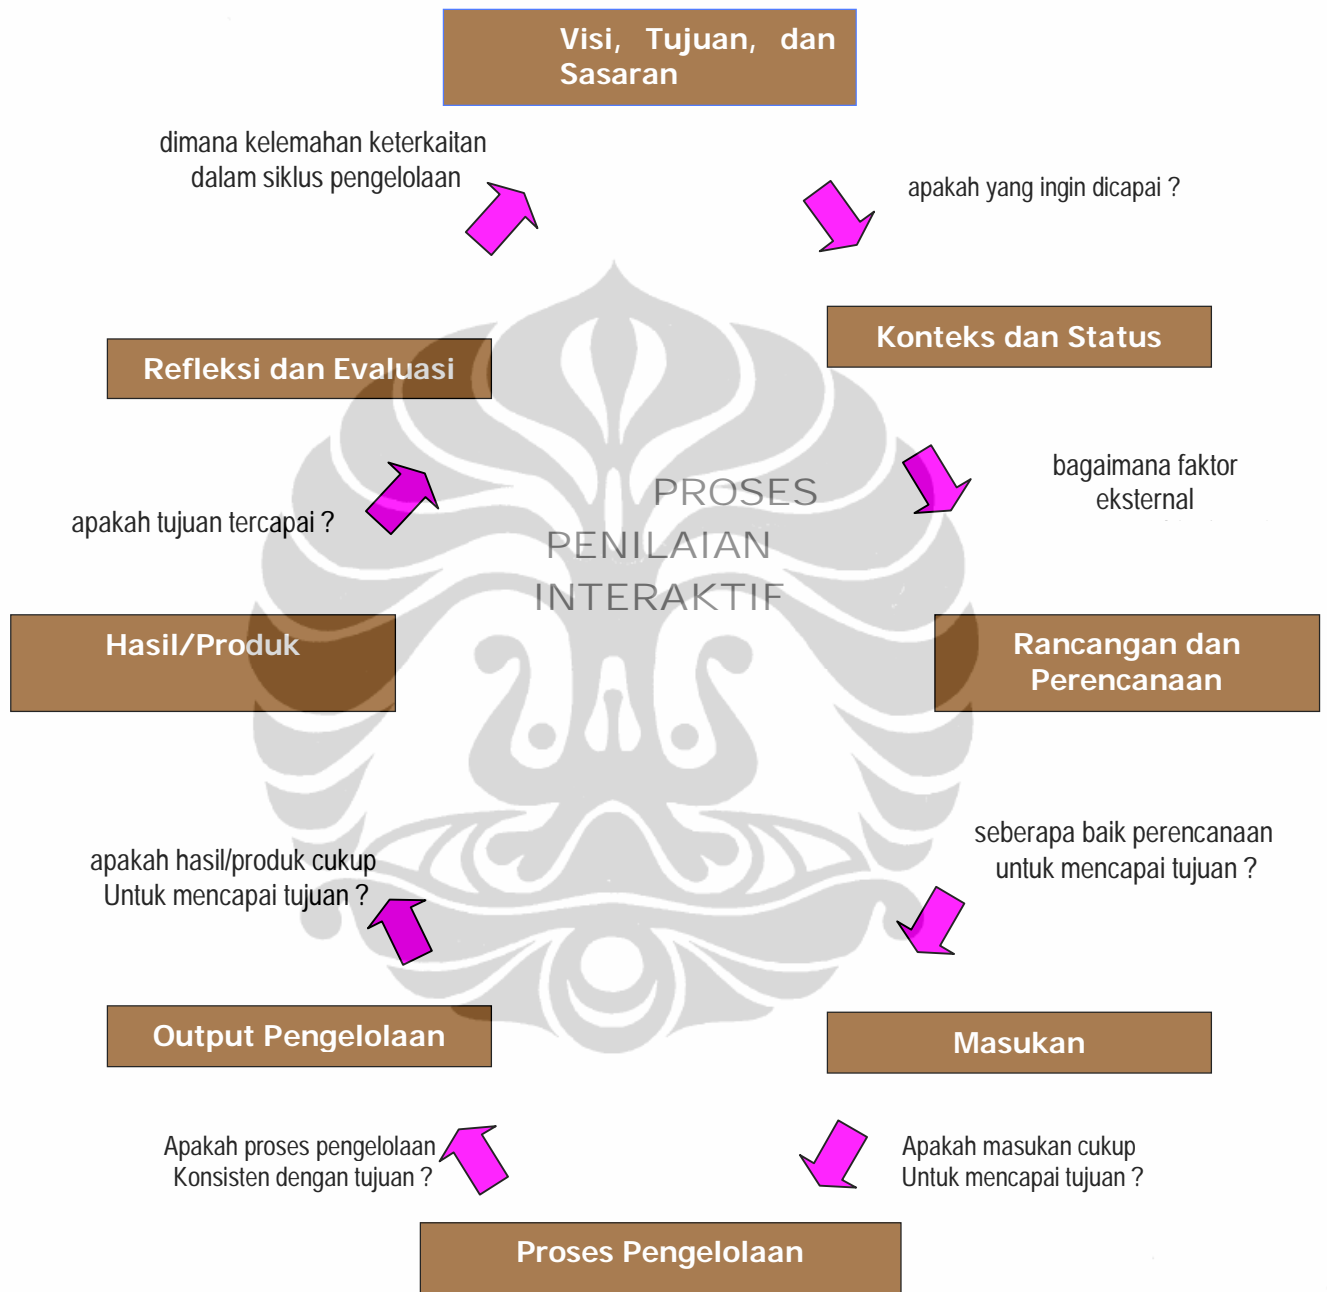 Visi, Tujuan, dan
Sasaran
dimana kelemahan keterkaitan
dalam siklus pengelolaan
apakah yang ingin dicapai ?
Konteks dan Status
Refleksi dan Evaluasi
bagaimana faktor
eksternal
PROSES
PENILAIAN
INTERAKTIF
apakah tujuan tercapai ?
Hasil/Produk
Rancangan dan
Perencanaan
seberapa baik perencanaan
untuk mencapai tujuan ?
apakah hasil/produk cukup
Untuk mencapai tujuan ?
Output Pengelolaan
Masukan
Apakah proses pengelolaan
Konsisten dengan tujuan ?
Apakah masukan cukup
Untuk mencapai tujuan ?
Proses Pengelolaan